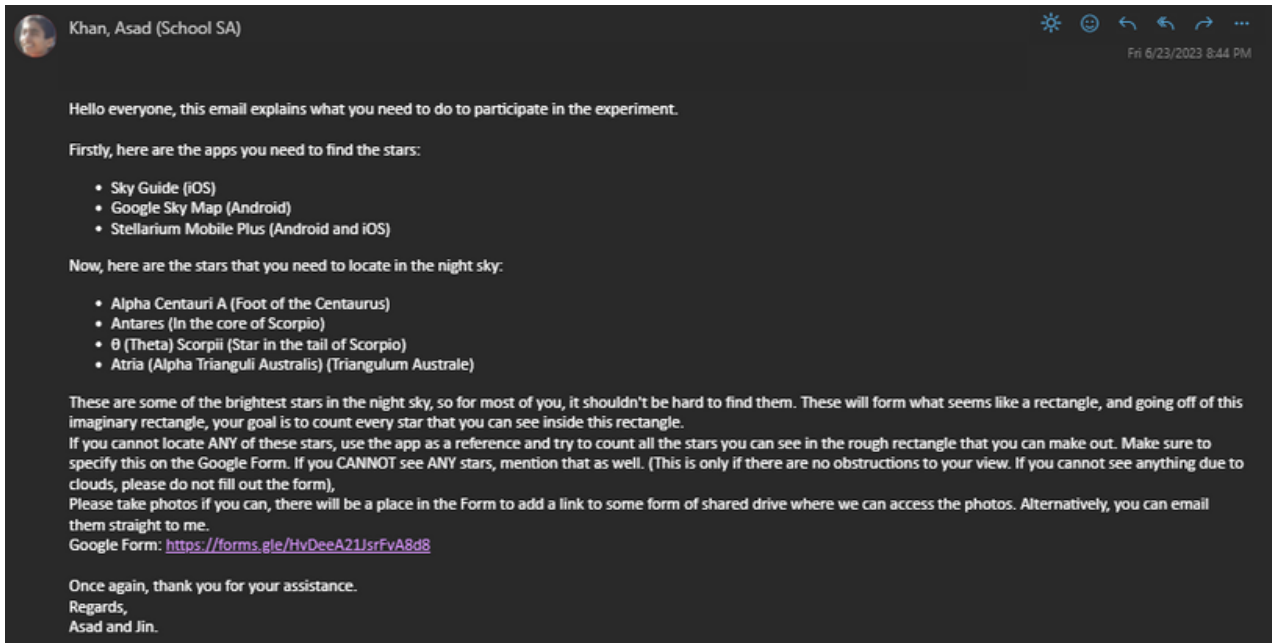 Khan, Asad (School SA)
Fri 6/23/2023 8:44 PM
Hello everyone, this email explains what you need to do to participate in the experiment.
Firstly, here are the apps you need to find the stars:
• Sky Guide (iOS)
• Google Sky Map (Android)
• Stellarium Mobile Plus (Android and iOS)
Now, here are the stars that you need to locate in the night sky:
• Alpha Centauri A (Foot of the Centaurus)
• Antares (In the core of Scorpio)
• θ (Theta) Scorpii (Star in the tail of Scorpio)
• Atria (Alpha Trianguli Australis) (Triangulum Australe)
These are some of the brightest stars in the night sky, so for most of you, it shouldn't be hard to find them. These will form what seems like a rectangle, and going off of this
imaginary rectangle, your goal is to count every star that you can see inside this rectangle.
If you cannot locate ANY of these stars, use the app as a reference and try to count all the stars you can see in the rough rectangle that you can make out. Make sure to
specify this on the Google Form. If you CANNOT see ANY stars, mention that as well. (This is only if there are no obstructions to your view. If you cannot see anything due to
clouds, please do not fill out the form),
Please take photos if you can, there will be a place in the Form to add a link to some form of shared drive where we can access the photos. Alternatively, you can email
them straight to me.
Google Form: https://forms.gle/HvDeeA21JsrFvA8d8
Once again, thank you for your assistance.
Regards,
Asad and Jin.